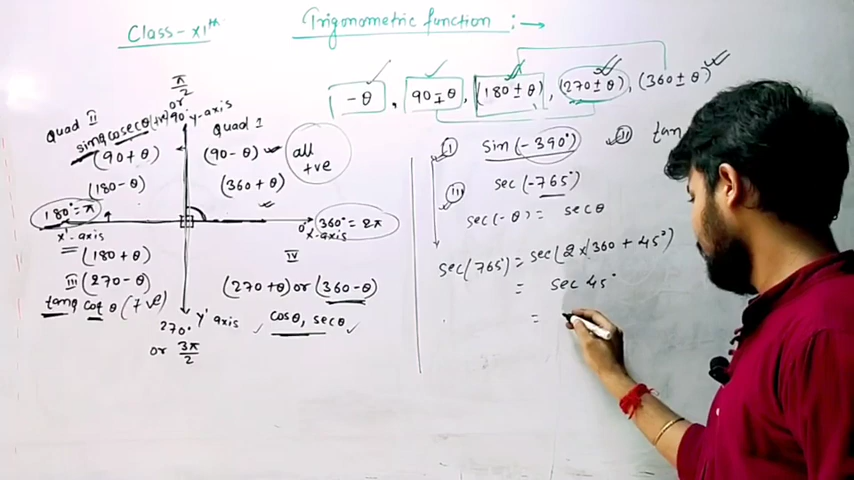 Class-XIth
Trigonometric function :→
-θ , 90±θ, (180±θ), (270±θ), (360±θ)
π/2
or
90° y-axis
Quad II
sinθ cosecθ (+ve)
(90+θ)
(180-θ)
180°=π
x'-axis
Quad 1
(90-θ)
(360+θ)
all
+ve
0°
x-axis
360° = 2π
(180+θ)
III (270-θ)
tanθ cot θ (+ve)
270°
or 3π/2
y' axis
IV
(270+θ) or (360-θ)
cosθ, secθ
I sin(-390°)
II tan
III sec(-765°)
sec(-θ) = secθ
sec(765°) = sec(2×360+45°)
= sec 45°
=